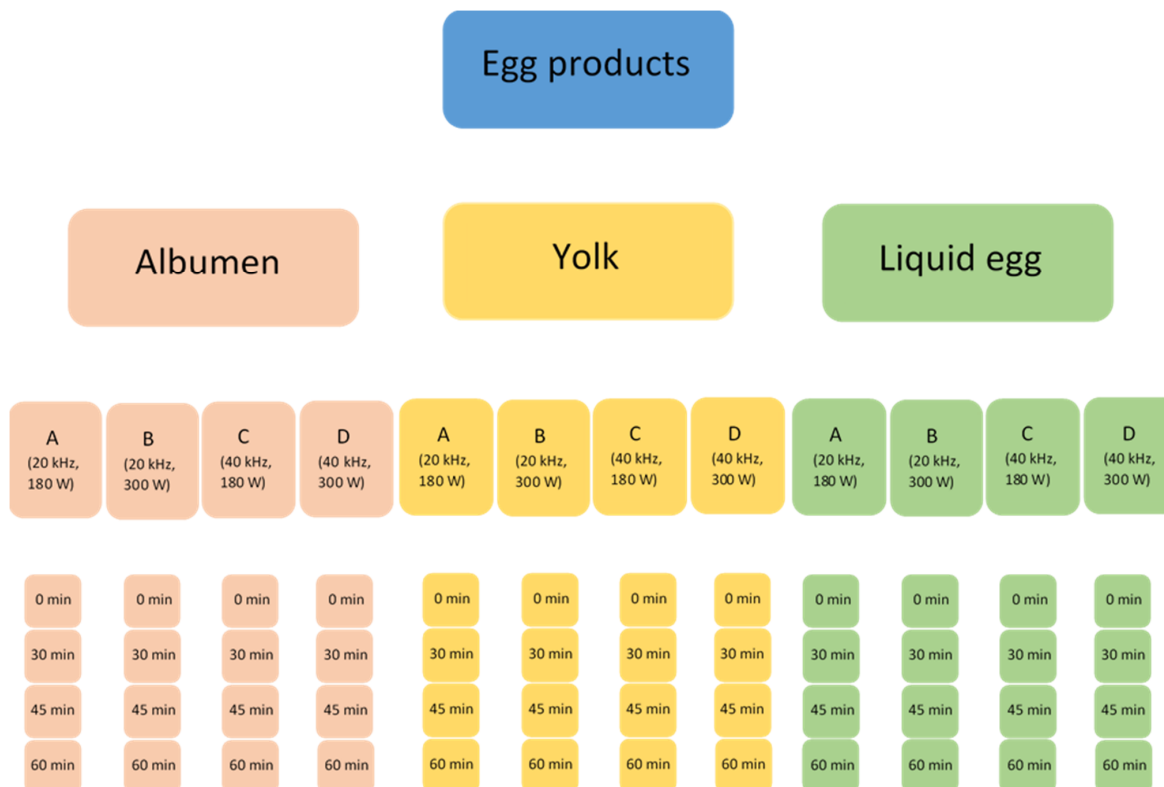 Egg products
Albumen
Yolk
Liquid egg
A
(20 kHz,
180 W)
B
(20 kHz,
300 W)
C
(40 kHz,
180 W)
D
(40 kHz,
300 W)
A
(20 kHz,
180 W)
B
(20 kHz,
300 W)
C
(40 kHz,
180 W)
D
(40 kHz,
300 W)
A
(20 kHz,
180 W)
B
(20 kHz,
300 W)
C
(40 kHz,
180 W)
D
(40 kHz,
300 W)
0 min 0 min 0 min 0 min 0 min 0 min 0 min 0 min 0 min 0 min 0 min 0 min
30 min 30 min 30 min 30 min 30 min 30 min 30 min 30 min 30 min 30 min 30 min 30 min
45 min 45 min 45 min 45 min 45 min 45 min 45 min 45 min 45 min 45 min 45 min 45 min
60 min 60 min 60 min 60 min 60 min 60 min 60 min 60 min 60 min 60 min 60 min 60 min